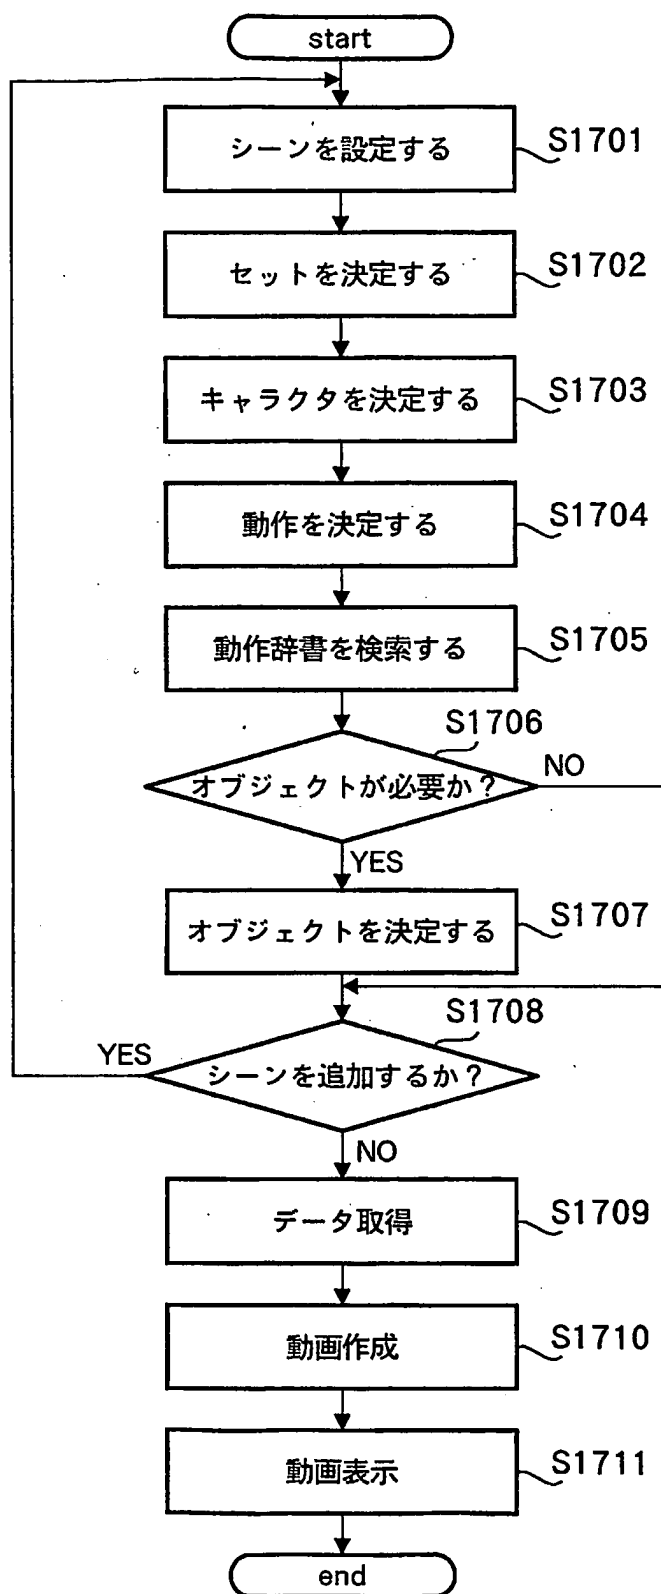 start
シーンを設定する
S1701
セットを決定する
S1702
キャラクタを決定する
S1703
動作を決定する
S1704
動作辞書を検索する
S1705
S1706
オブジェクトが必要か?
NO
YES
オブジェクトを決定する
S1707
S1708
YES
シーンを追加するか?
NO
データ取得
S1709
動画作成
S1710
動画表示
S1711
end